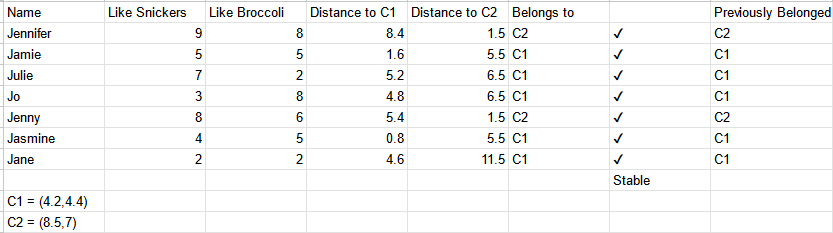 Name Like Snickers Like Broccoli Distance to C1 Distance to C2 Belongs to Previously Belonged
Jennifer 9 8 8.4 1.5 C2 ✓ C2
Jamie 5 5 1.6 5.5 C1 ✓ C1
Julie 7 2 5.2 6.5 C1 ✓ C1
Jo 3 8 4.8 6.5 C1 ✓ C1
Jenny 8 6 5.4 1.5 C2 ✓ C2
Jasmine 4 5 0.8 5.5 C1 ✓ C1
Jane 2 2 4.6 11.5 C1 ✓ C1
Stable
C1 = (4.2,4.4)
C2 = (8.5,7)